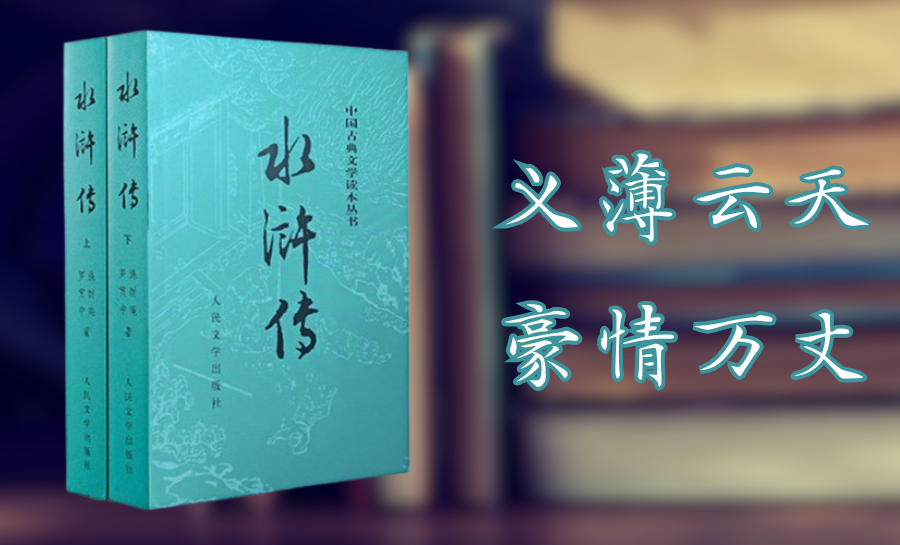 水浒传
上
施耐庵
罗贯中
著
人民文学出版社
水浒传
下
施耐庵
罗贯中
著
人民文学出版社
中国古典文学读本丛书
水浒传
人民文学出版社
义薄云天
豪情万丈